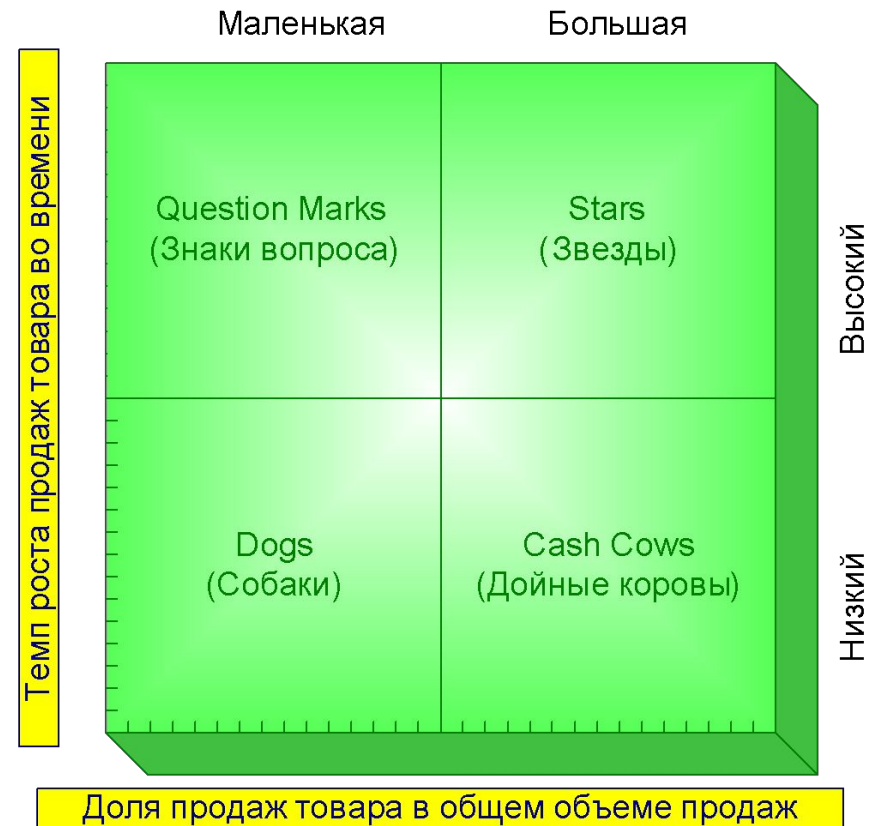 Маленькая
Большая
Темп роста продаж товара во времени
Question Marks
(Знаки вопроса)
Stars
(Звезды)
Высокий
Dogs
(Собаки)
Cash Cows
(Дойные коровы)
Низкий
Доля продаж товара в общем объеме продаж